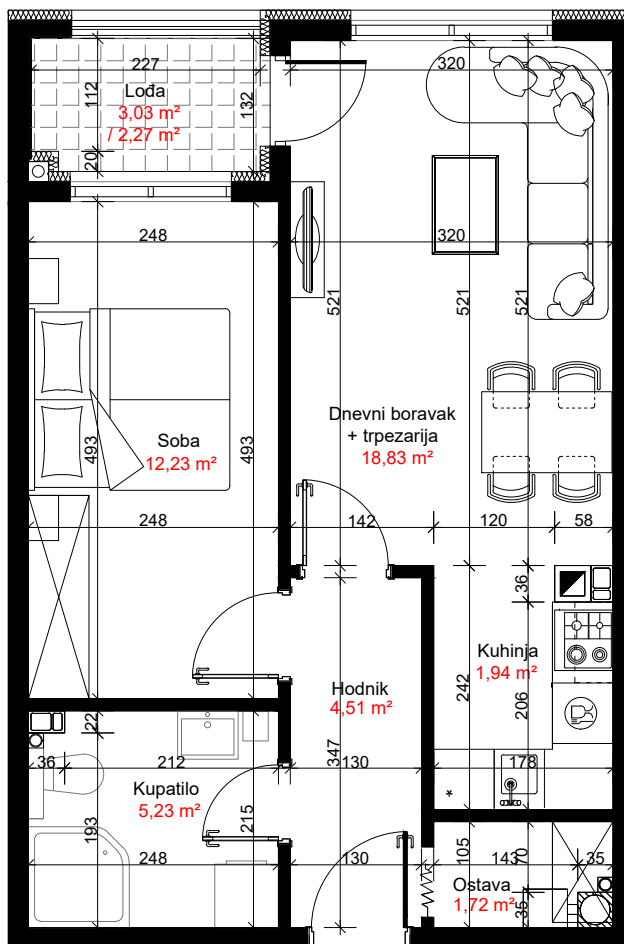 227
320
Lođa
3,03 m²
/ 2,27 m²
112
132
20
248
320
521
521
521
Dnevni boravak
+ trpezarija
18,83 m²
Soba
12,23 m²
493
493
248
142
120
58
36
Kuhinja
1,94 m²
242
206
Hodnik
4,51 m²
347
22
36
212
130
178
*
Kupatilo
5,23 m²
193
215
248
130
105
143
70
35
Ostava
1,72 m²
35